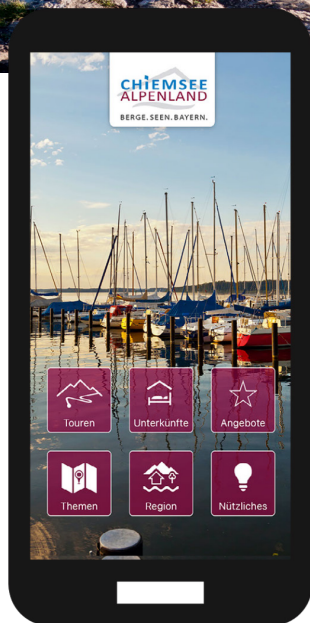 CHiEMSEE
ALPENLAND
BERGE.SEEN.BAYERN.
Touren
Unterkünfte
Angebote
Themen
Region
Nützliches